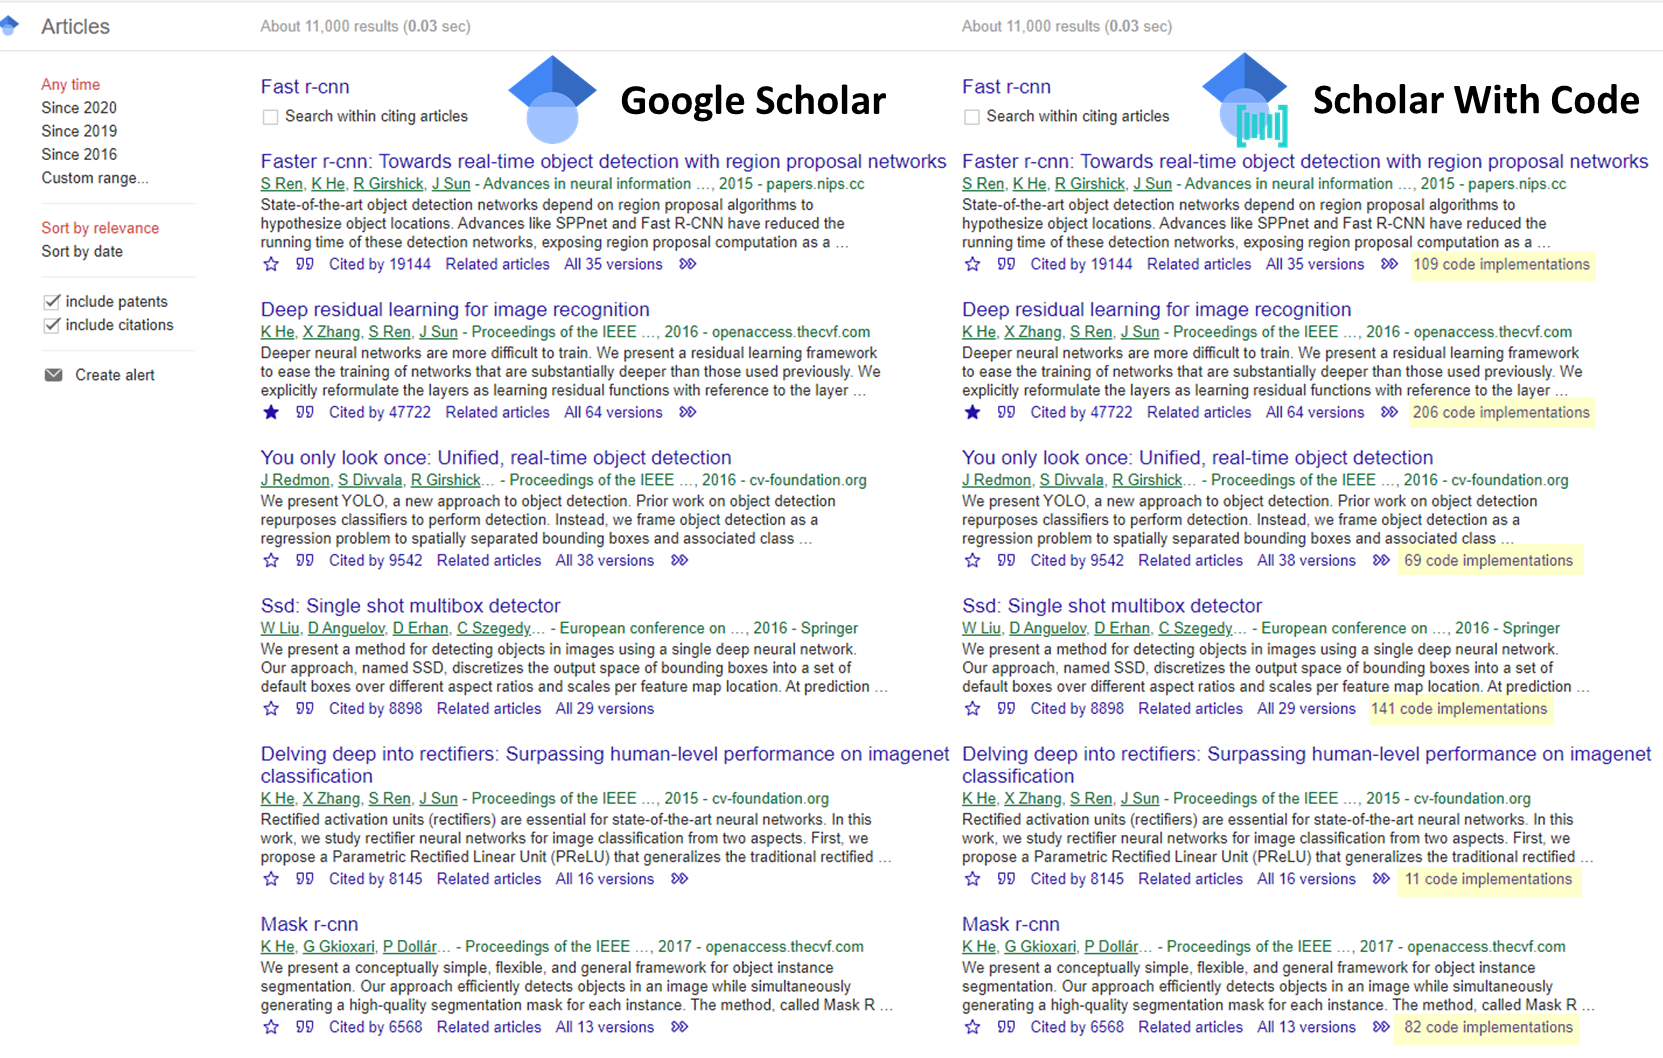 Articles
About 11,000 results (0.03 sec)
About 11,000 results (0.03 sec)
Any time
Since 2020
Since 2019
Since 2016
Custom range...
Sort by relevance
Sort by date
include patents
include citations
Create alert
Fast r-cnn
Google Scholar
Search within citing articles
Faster r-cnn: Towards real-time object detection with region proposal networks
S Ren, K He, R Girshick, J Sun - Advances in neural information …, 2015 - papers.nips.cc
State-of-the-art object detection networks depend on region proposal algorithms to
hypothesize object locations. Advances like SPPnet and Fast R-CNN have reduced the
running time of these detection networks, exposing region proposal computation as a …
Cited by 19144 Related articles All 35 versions
Deep residual learning for image recognition
K He, X Zhang, S Ren, J Sun - Proceedings of the IEEE …, 2016 - openaccess.thecvf.com
Deeper neural networks are more difficult to train. We present a residual learning framework
to ease the training of networks that are substantially deeper than those used previously. We
explicitly reformulate the layers as learning residual functions with reference to the layer …
Cited by 47722 Related articles All 64 versions
You only look once: Unified, real-time object detection
J Redmon, S Divvala, R Girshick… - Proceedings of the IEEE …, 2016 - cv-foundation.org
We present YOLO, a new approach to object detection. Prior work on object detection
repurposes classifiers to perform detection. Instead, we frame object detection as a
regression problem to spatially separated bounding boxes and associated class …
Cited by 9542 Related articles All 38 versions
Ssd: Single shot multibox detector
W Liu, D Anguelov, D Erhan, C Szegedy… - European conference on …, 2016 - Springer
We present a method for detecting objects in images using a single deep neural network.
Our approach, named SSD, discretizes the output space of bounding boxes into a set of
default boxes over different aspect ratios and scales per feature map location. At prediction …
Cited by 8898 Related articles All 29 versions
Delving deep into rectifiers: Surpassing human-level performance on imagenet
classification
K He, X Zhang, S Ren, J Sun - Proceedings of the IEEE …, 2015 - cv-foundation.org
Rectified activation units (rectifiers) are essential for state-of-the-art neural networks. In this
work, we study rectifier neural networks for image classification from two aspects. First, we
propose a Parametric Rectified Linear Unit (PReLU) that generalizes the traditional rectified …
Cited by 8145 Related articles All 16 versions
Mask r-cnn
K He, G Gkioxari, P Dollár… - Proceedings of the IEEE …, 2017 - openaccess.thecvf.com
We present a conceptually simple, flexible, and general framework for object instance
segmentation. Our approach efficiently detects objects in an image while simultaneously
generating a high-quality segmentation mask for each instance. The method, called Mask R …
Cited by 6568 Related articles All 13 versions
Fast r-cnn
Scholar With Code
Search within citing articles
Faster r-cnn: Towards real-time object detection with region proposal networks
S Ren, K He, R Girshick, J Sun - Advances in neural information …, 2015 - papers.nips.cc
State-of-the-art object detection networks depend on region proposal algorithms to
hypothesize object locations. Advances like SPPnet and Fast R-CNN have reduced the
running time of these detection networks, exposing region proposal computation as a …
Cited by 19144 Related articles All 35 versions 109 code implementations
Deep residual learning for image recognition
K He, X Zhang, S Ren, J Sun - Proceedings of the IEEE …, 2016 - openaccess.thecvf.com
Deeper neural networks are more difficult to train. We present a residual learning framework
to ease the training of networks that are substantially deeper than those used previously. We
explicitly reformulate the layers as learning residual functions with reference to the layer …
Cited by 47722 Related articles All 64 versions 206 code implementations
You only look once: Unified, real-time object detection
J Redmon, S Divvala, R Girshick… - Proceedings of the IEEE …, 2016 - cv-foundation.org
We present YOLO, a new approach to object detection. Prior work on object detection
repurposes classifiers to perform detection. Instead, we frame object detection as a
regression problem to spatially separated bounding boxes and associated class …
Cited by 9542 Related articles All 38 versions 69 code implementations
Ssd: Single shot multibox detector
W Liu, D Anguelov, D Erhan, C Szegedy… - European conference on …, 2016 - Springer
We present a method for detecting objects in images using a single deep neural network.
Our approach, named SSD, discretizes the output space of bounding boxes into a set of
default boxes over different aspect ratios and scales per feature map location. At prediction …
Cited by 8898 Related articles All 29 versions 141 code implementations
Delving deep into rectifiers: Surpassing human-level performance on imagenet
classification
K He, X Zhang, S Ren, J Sun - Proceedings of the IEEE …, 2015 - cv-foundation.org
Rectified activation units (rectifiers) are essential for state-of-the-art neural networks. In this
work, we study rectifier neural networks for image classification from two aspects. First, we
propose a Parametric Rectified Linear Unit (PReLU) that generalizes the traditional rectified …
Cited by 8145 Related articles All 16 versions 11 code implementations
Mask r-cnn
K He, G Gkioxari, P Dollár… - Proceedings of the IEEE …, 2017 - openaccess.thecvf.com
We present a conceptually simple, flexible, and general framework for object instance
segmentation. Our approach efficiently detects objects in an image while simultaneously
generating a high-quality segmentation mask for each instance. The method, called Mask R …
Cited by 6568 Related articles All 13 versions 82 code implementations